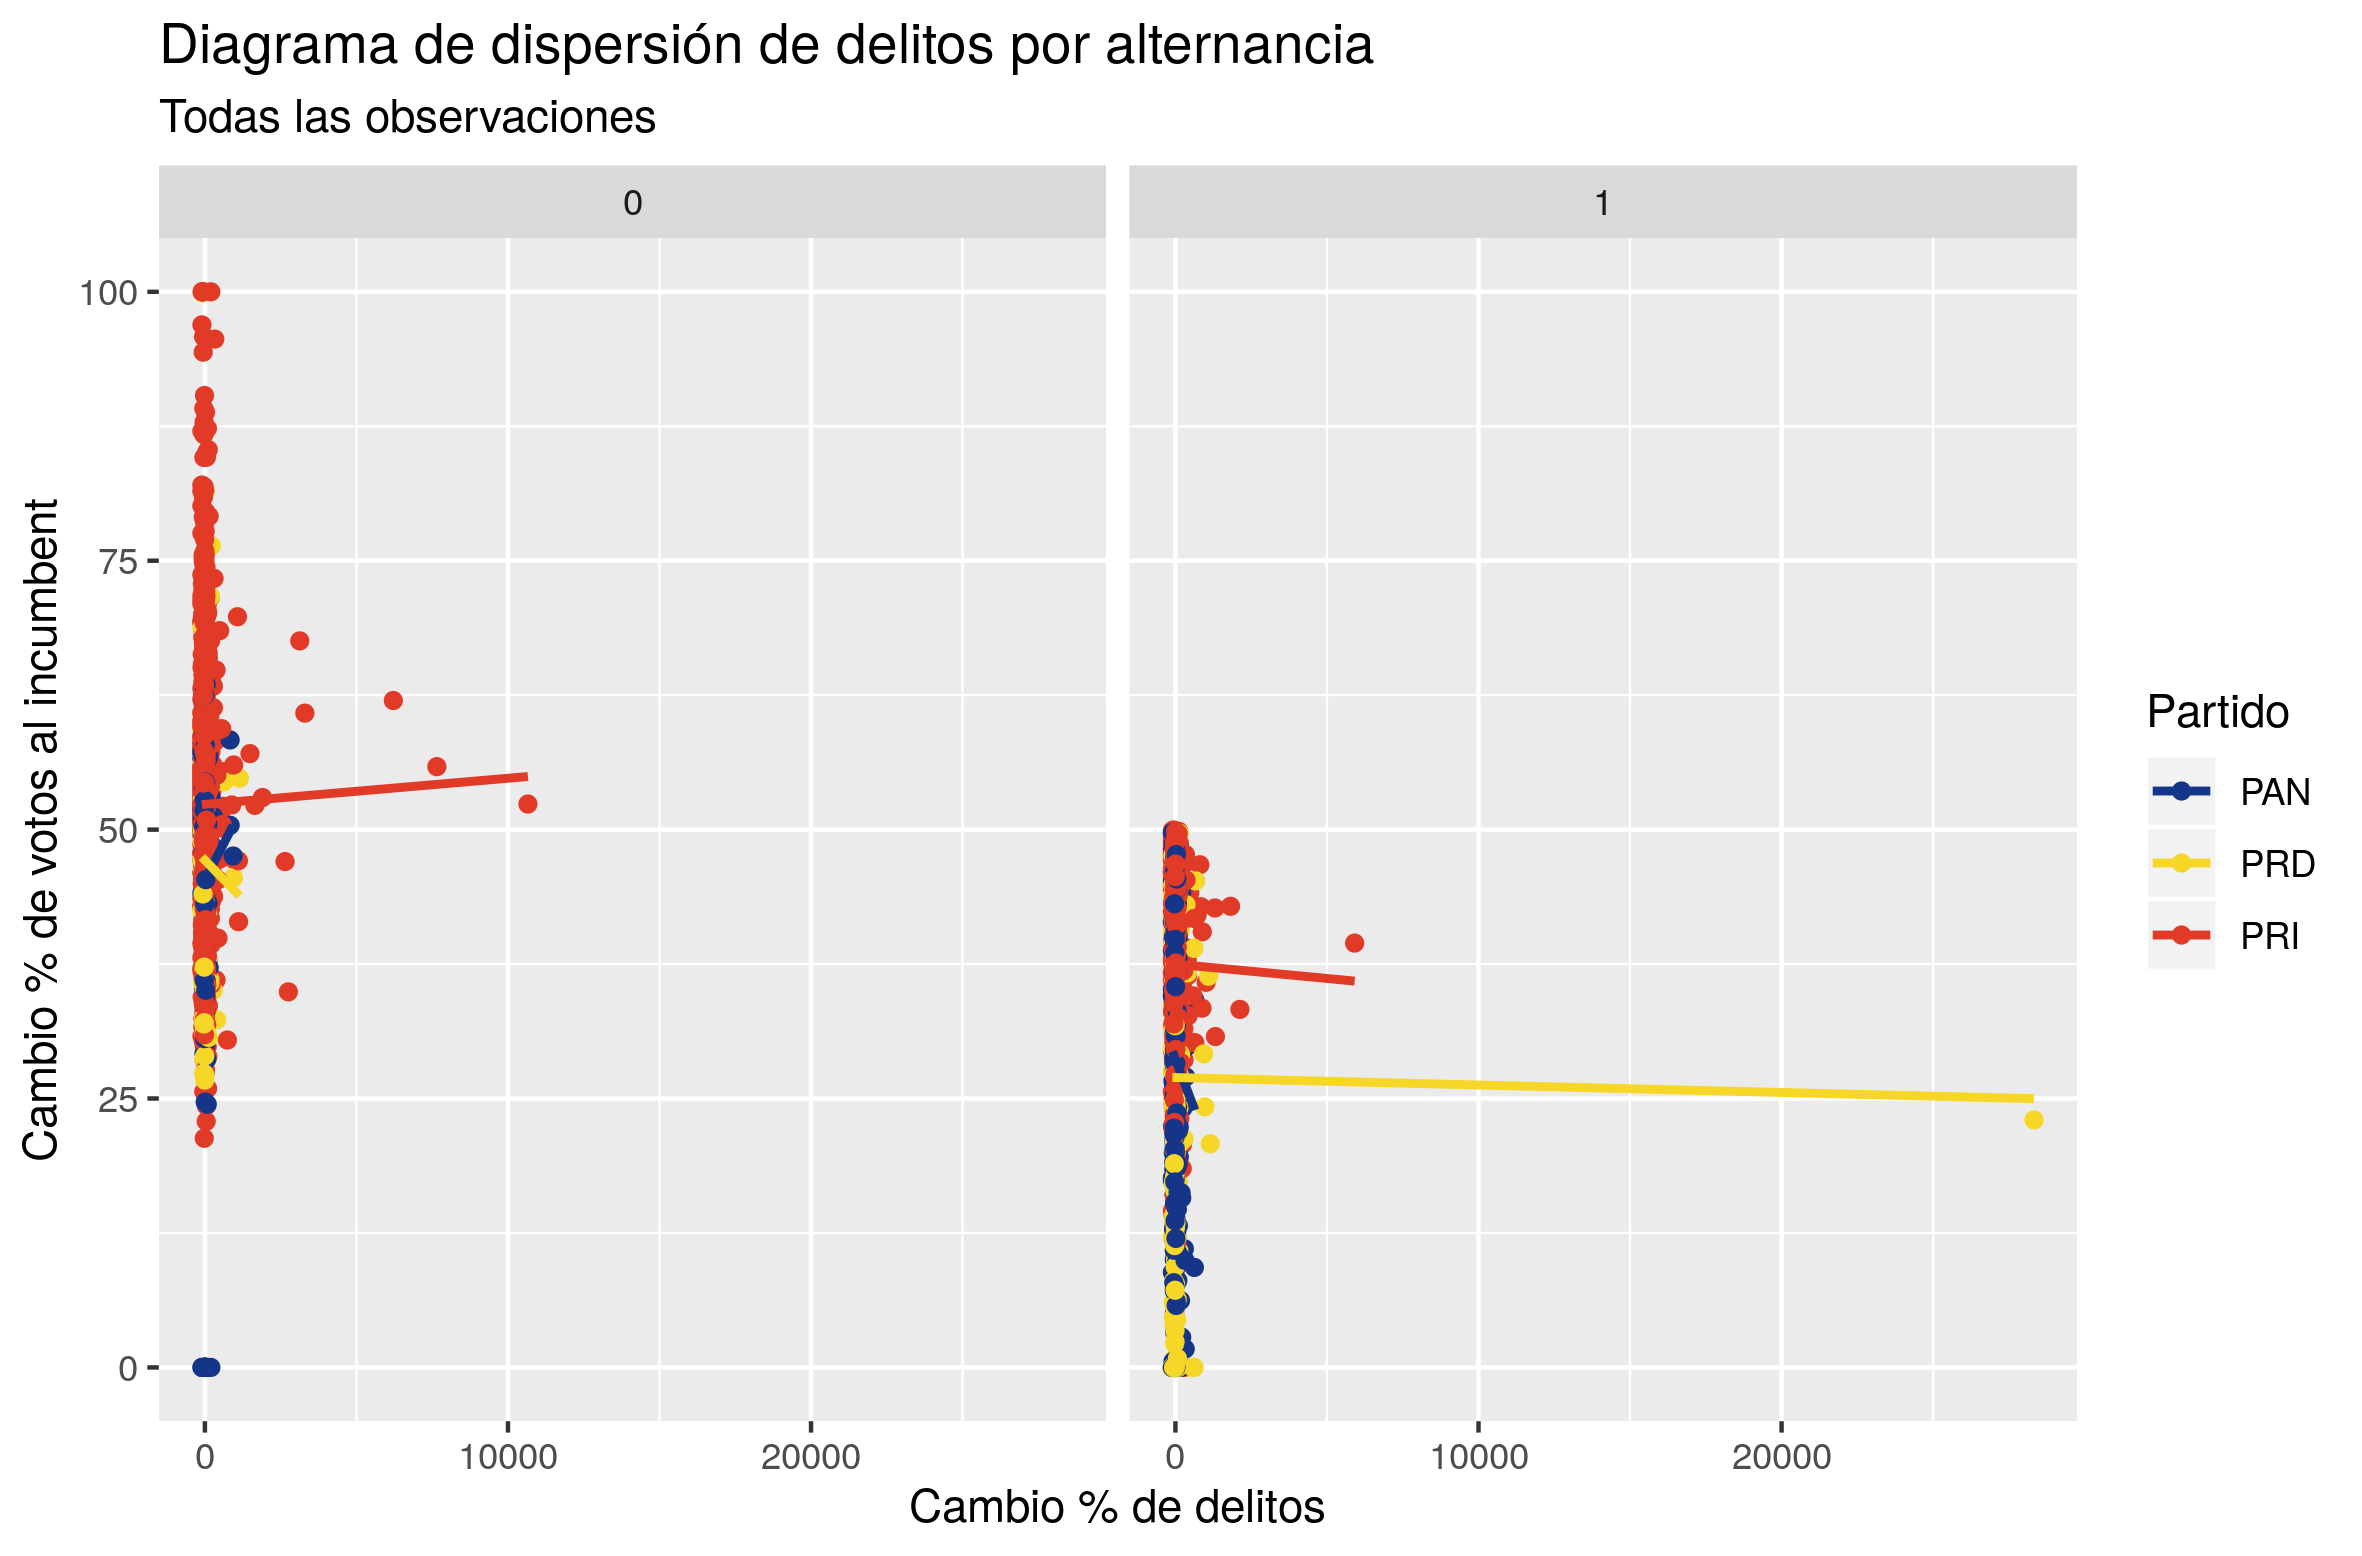 Diagrama de dispersión de delitos por alternancia
Todas las observaciones
0
1
Cambio % de votos al incumbent
100
75
50
25
0
0
10000
20000
0
10000
20000
Cambio % de delitos
Partido
PAN
PRD
PRI